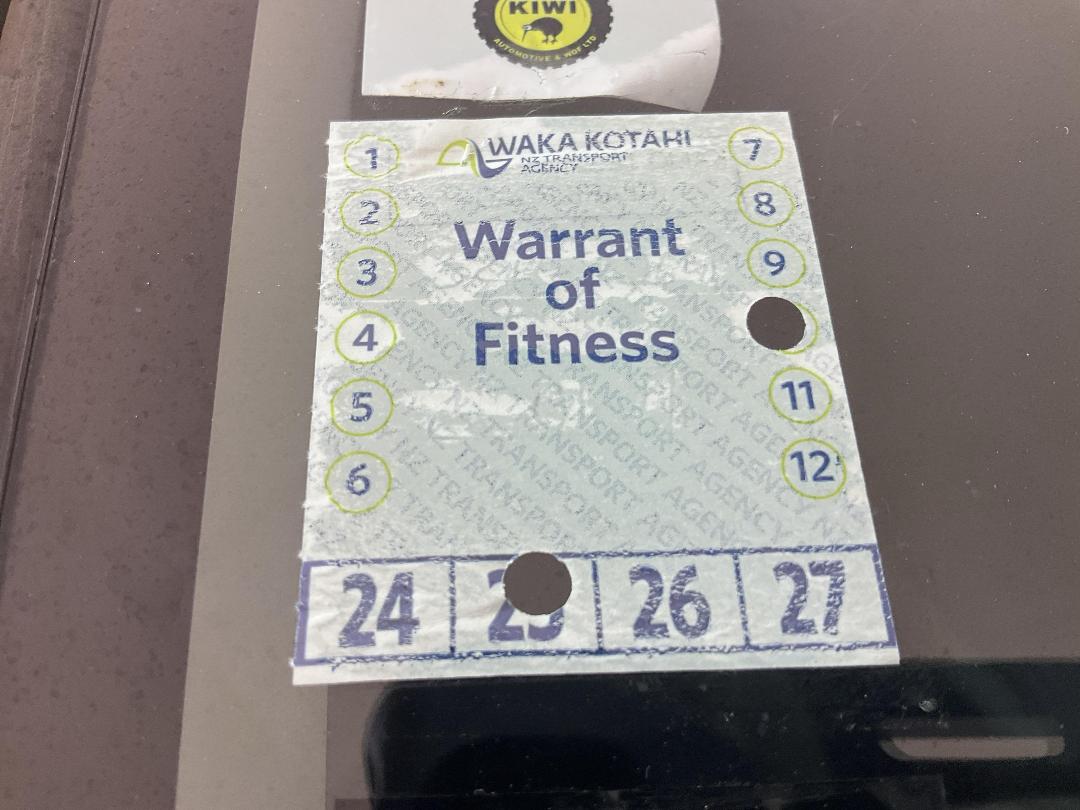 KIWI
AUTOMOTIVE & WOF LTD
WAKA KOTAHI
NZ TRANSPORT
AGENCY
Warrant
of
Fitness
1
2
3
4
5
6
7
8
9
11
12
24
26
27